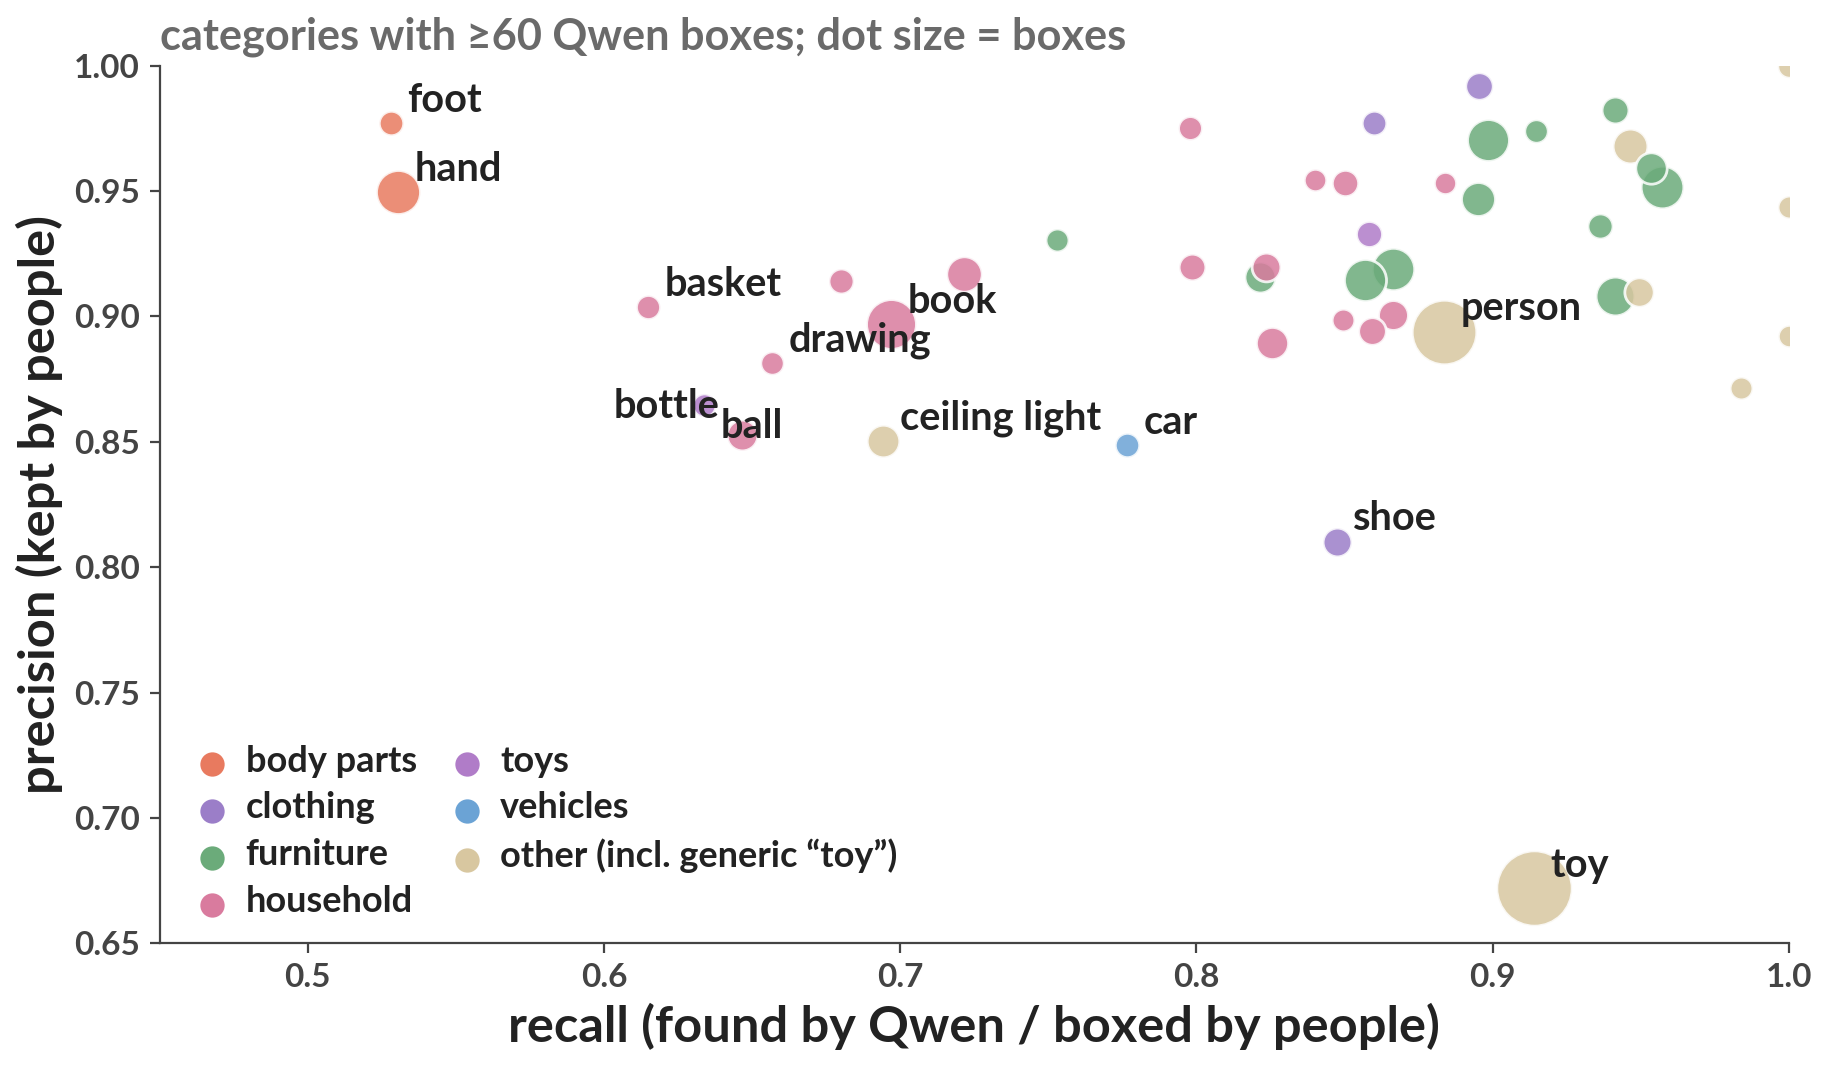 categories with ≥60 Qwen boxes; dot size = boxes
1.00
0.95
0.90
0.85
0.80
0.75
0.70
0.65
precision (kept by people)
foot
hand
basket
book
drawing
person
bottle
ball
ceiling light
car
shoe
toy
body parts
clothing
furniture
household
toys
vehicles
other (incl. generic “toy”)
0.5 0.6 0.7 0.8 0.9 1.0
recall (found by Qwen / boxed by people)